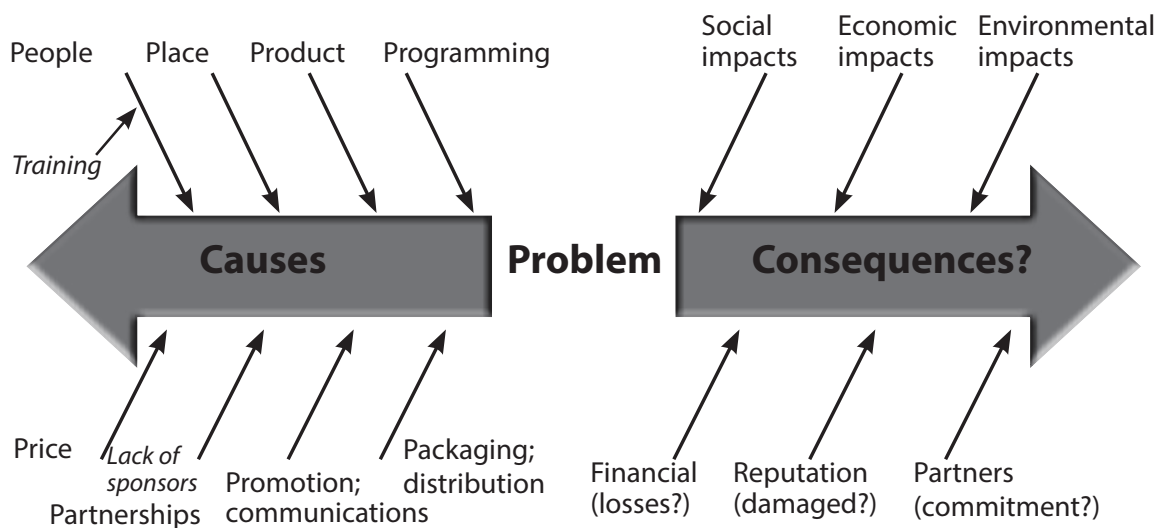 People
Place
Product
Programming
Social
impacts
Economic
impacts
Environmental
impacts
Training
Causes
Problem
Consequences?
Price
Lack of
sponsors
Partnerships
Promotion;
communications
Packaging;
distribution
Financial
(losses?)
Reputation
(damaged?)
Partners
(commitment?)